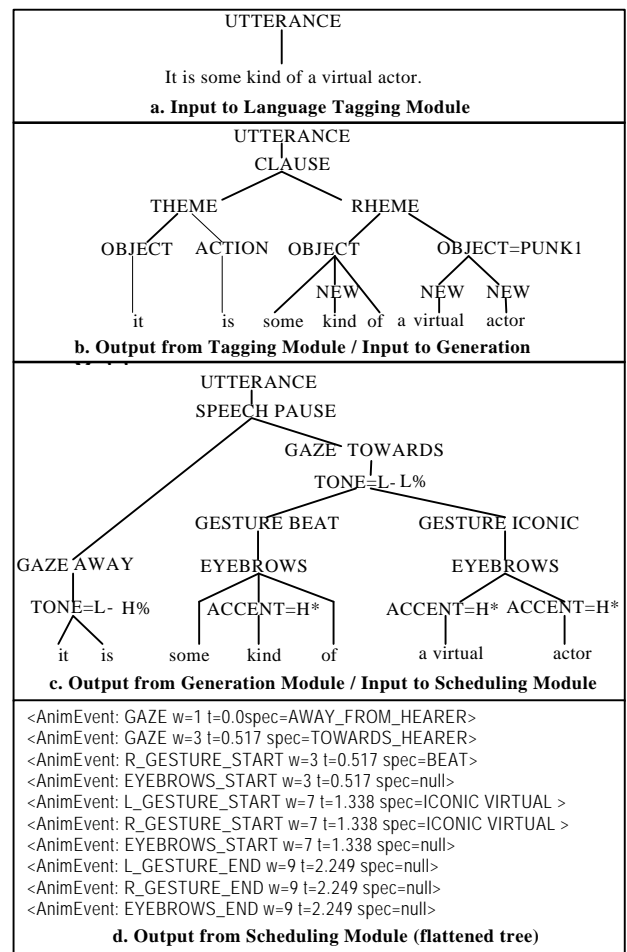 UTTERANCE
It is some kind of a virtual actor.
a. Input to Language Tagging Module
UTTERANCE
CLAUSE
THEME RHEME
OBJECT ACTION OBJECT OBJECT=PUNK1
NEW NEW NEW
it is some kind of a virtual actor
b. Output from Tagging Module / Input to Generation
UTTERANCE
SPEECH PAUSE
GAZE TOWARDS
TONE=L- L%
GESTURE BEAT GESTURE ICONIC
GAZE AWAY EYEBROWS EYEBROWS
TONE=L- H% ACCENT=H* ACCENT=H* ACCENT=H*
it is some kind of a virtual actor
c. Output from Generation Module / Input to Scheduling Module
<AnimEvent: GAZE w=1 t=0.0spec=AWAY_FROM_HEARER>
<AnimEvent: GAZE w=3 t=0.517 spec=TOWARDS_HEARER>
<AnimEvent: R_GESTURE_START w=3 t=0.517 spec=BEAT>
<AnimEvent: EYEBROWS_START w=3 t=0.517 spec=null>
<AnimEvent: L_GESTURE_START w=7 t=1.338 spec=ICONIC VIRTUAL >
<AnimEvent: R_GESTURE_START w=7 t=1.338 spec=ICONIC VIRTUAL >
<AnimEvent: EYEBROWS_START w=7 t=1.338 spec=null>
<AnimEvent: L_GESTURE_END w=9 t=2.249 spec=null>
<AnimEvent: R_GESTURE_END w=9 t=2.249 spec=null>
<AnimEvent: EYEBROWS_END w=9 t=2.249 spec=null>
d. Output from Scheduling Module (flattened tree)